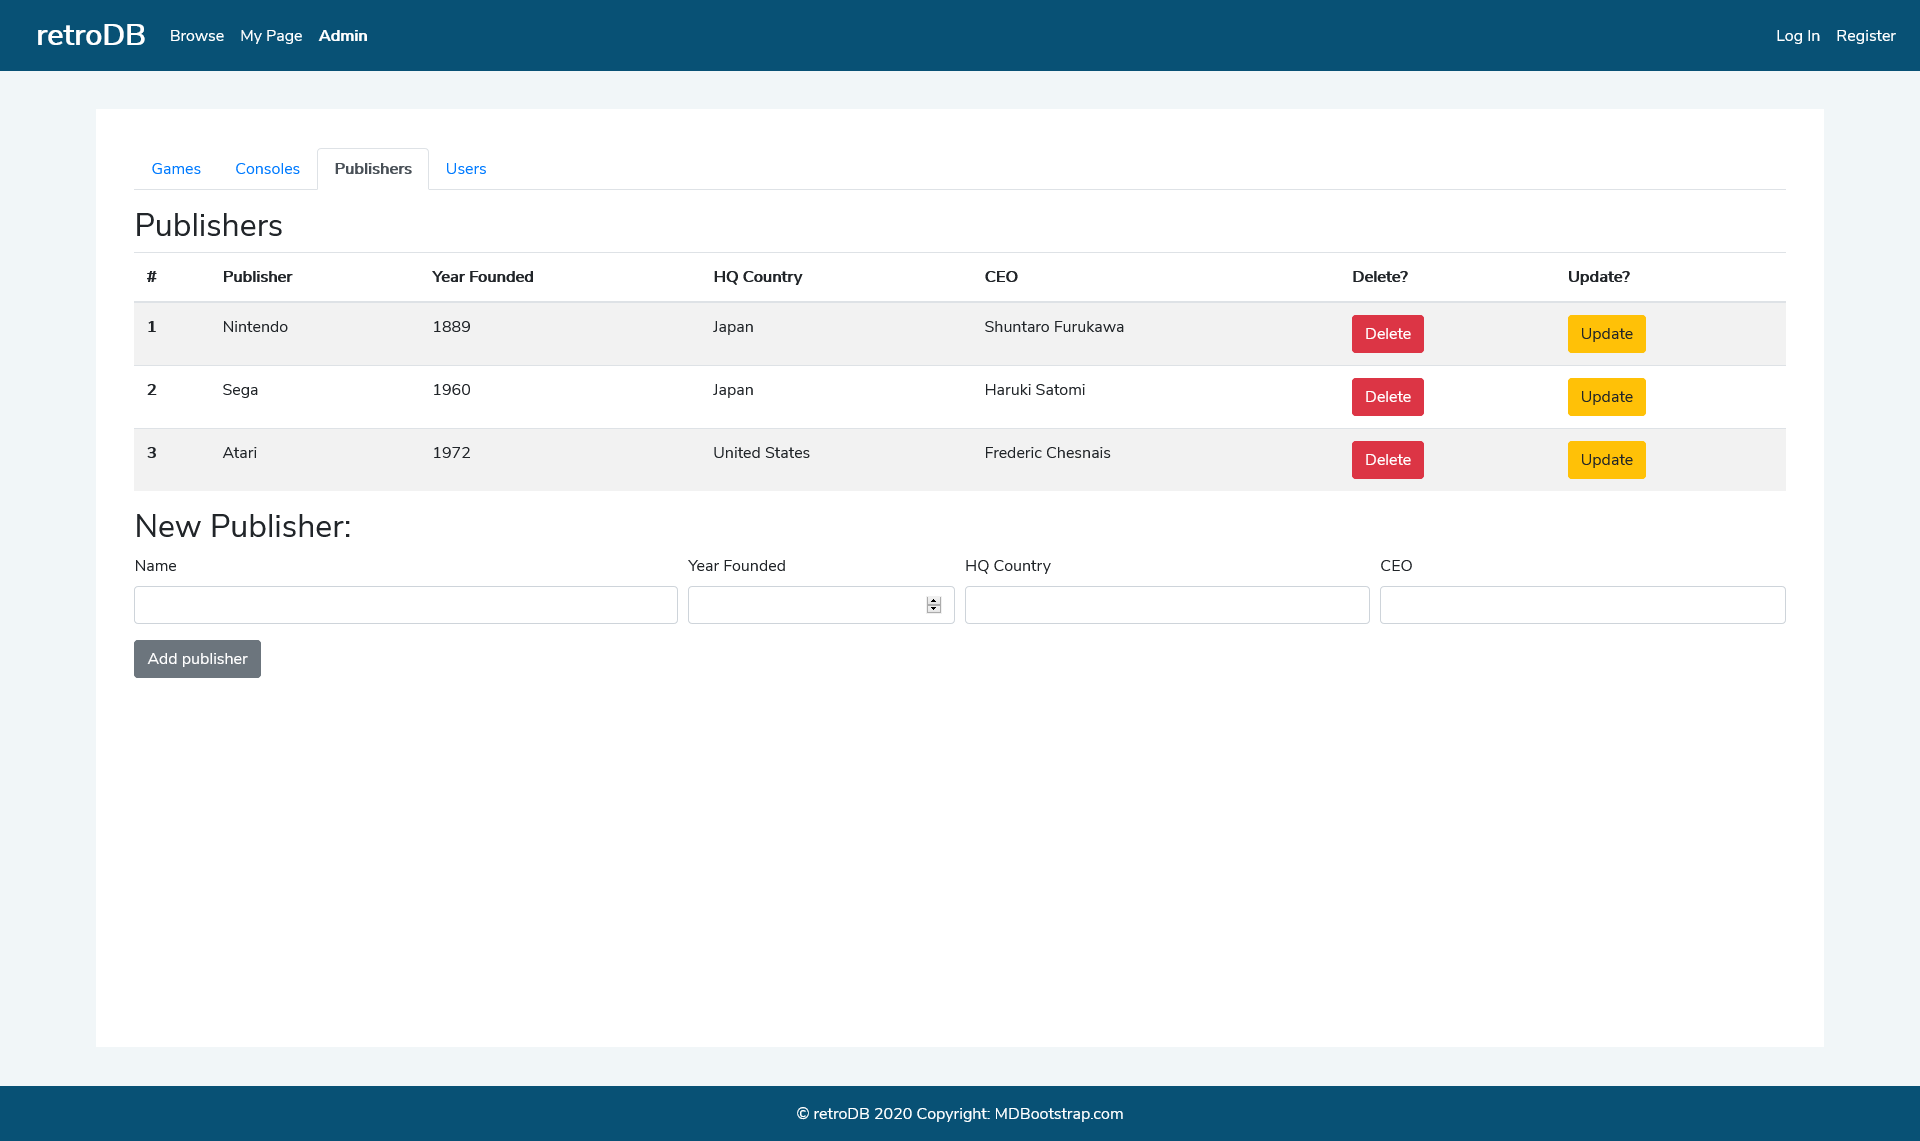 retroDB Browse My Page Admin Log In Register
Games Consoles Publishers Users
Publishers
# Publisher Year Founded HQ Country CEO Delete? Update?
1 Nintendo 1889 Japan Shuntaro Furukawa Delete Update
2 Sega 1960 Japan Haruki Satomi Delete Update
3 Atari 1972 United States Frederic Chesnais Delete Update
New Publisher:
Name Year Founded HQ Country CEO
Add publisher
© retroDB 2020 Copyright: MDBootstrap.com